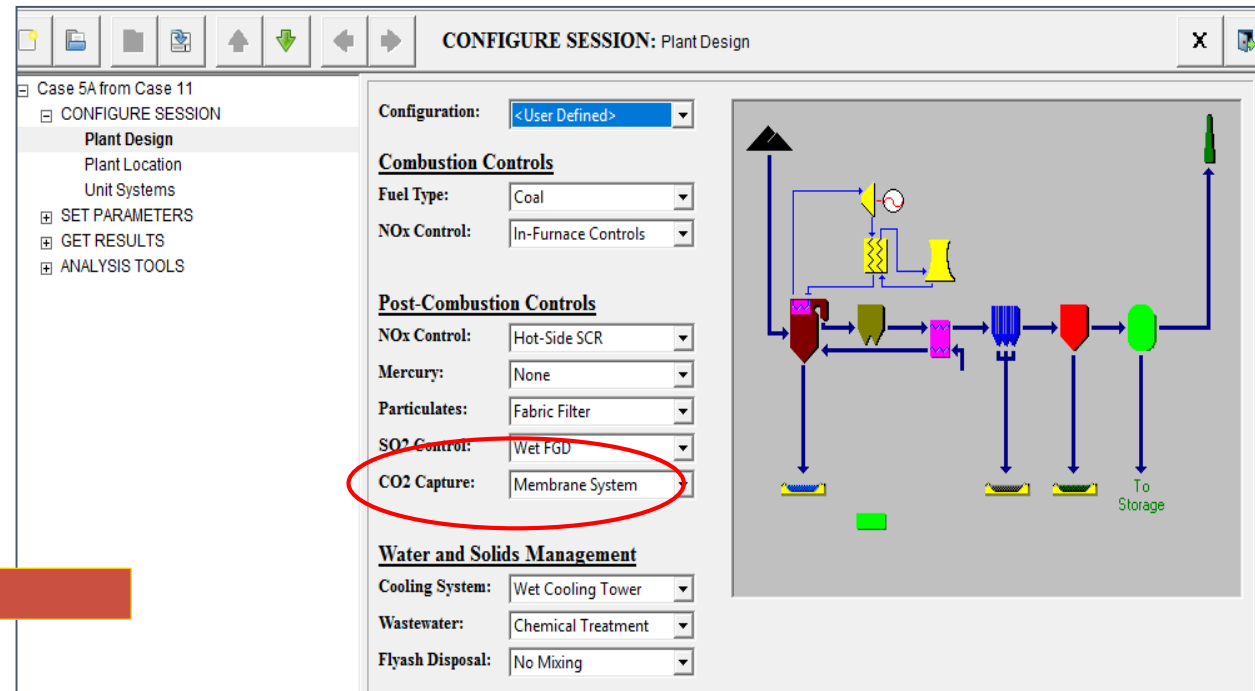 CONFIGURE SESSION: Plant Design
X
Case 5A from Case 11
CONFIGURE SESSION
Plant Design
Plant Location
Unit Systems
SET PARAMETERS
GET RESULTS
ANALYSIS TOOLS
Configuration: <User Defined>
Combustion Controls
Fuel Type: Coal
NOx Control: In-Furnace Controls
Post-Combustion Controls
NOx Control: Hot-Side SCR
Mercury: None
Particulates: Fabric Filter
SO2 Control: Wet FGD
CO2 Capture: Membrane System
Water and Solids Management
Cooling System: Wet Cooling Tower
Wastewater: Chemical Treatment
Flyash Disposal: No Mixing
To
Storage